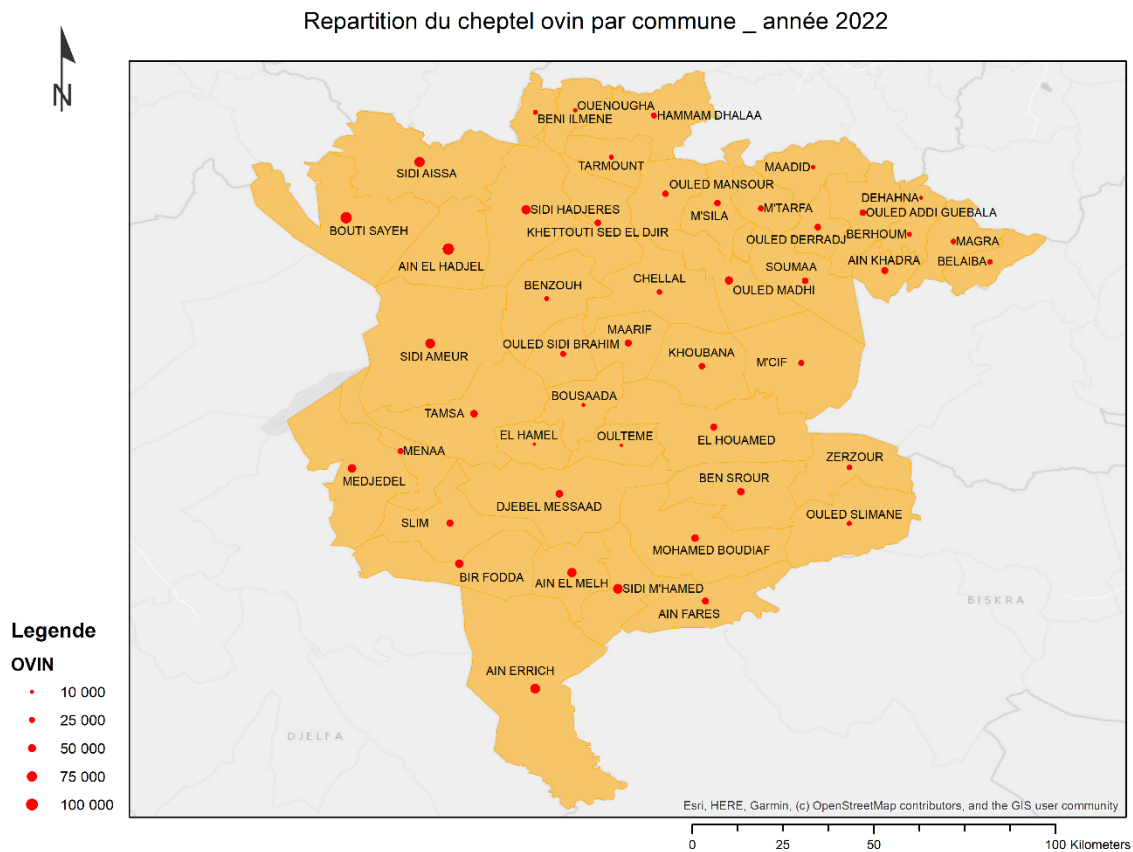 Repartition du cheptel ovin par commune _ année 2022
N
OUENOUGHA
BENI ILMENE
HAMMAM DHALAA
TARMOUNT
MAADID
SIDI AISSA
OULED MANSOUR
DEHAHNA
M'SILA
M'TARFA
OULED ADDI GUEBALA
SIDI HADJERES
BOUTI SAYEH
KHETTOUTI SED EL DJIR
OULED DERRADJ
BERHOUM
MAGRA
AIN EL HADJEL
SOUMAA
AIN KHADRA
BELAIBA
BENZOUH
CHELLAL
OULED MADHI
MAARIF
OULED SIDI BRAHIM
SIDI AMEUR
KHOUBANA
M'CIF
BOUSAADA
TAMSA
EL HAMEL
OULTEME
EL HOUAMED
MENAA
ZERZOUR
MEDJEDEL
BEN SROUR
DJEBEL MESSAAD
OULED SLIMANE
SLIM
MOHAMED BOUDIAF
BIR FODDA
AIN EL MELH
SIDI M'HAMED
AIN FARES
BISKRA
AIN ERRICH
DJELFA
Legende
OVIN
10 000
25 000
50 000
75 000
100 000
Esri, HERE, Garmin, (c) OpenStreetMap contributors, and the GIS user community
0 25 50 100 Kilometers